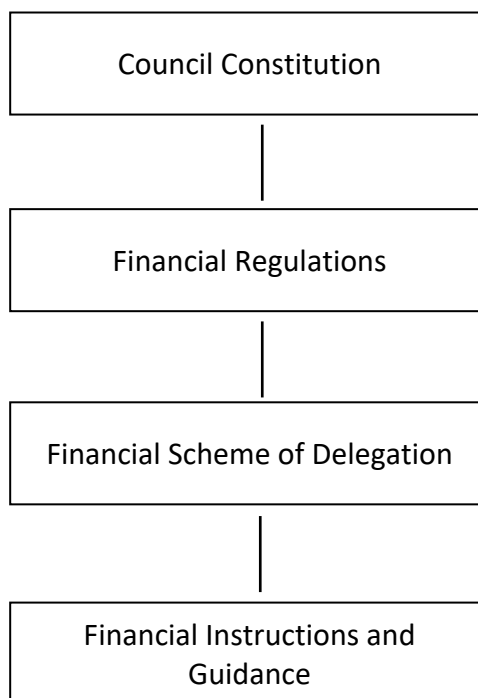 Council Constitution
Financial Regulations
Financial Scheme of Delegation
Financial Instructions and
Guidance